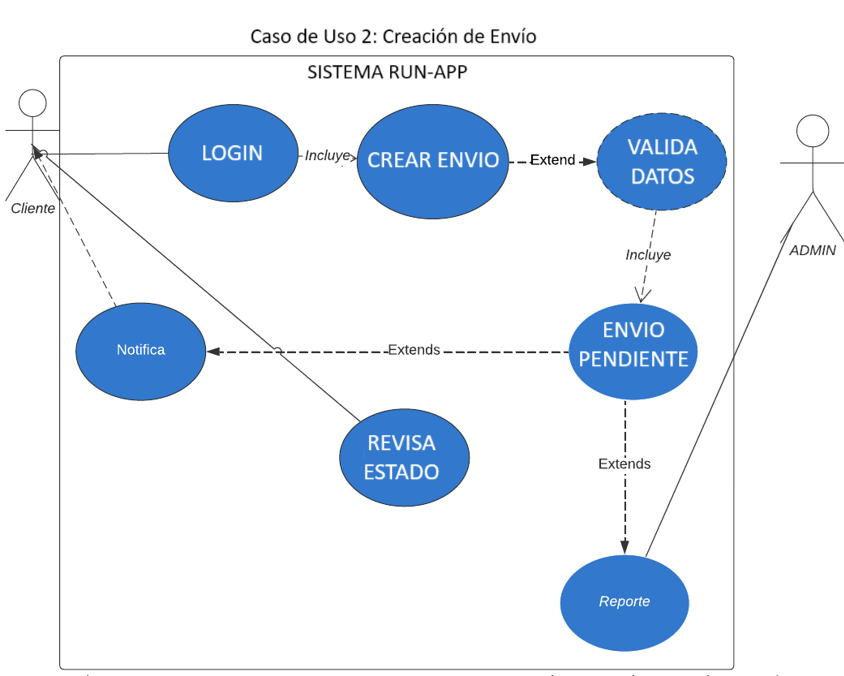 Caso de Uso 2: Creación de Envío
SISTEMA RUN-APP
LOGIN
Incluye
CREAR ENVIO
Extend
VALIDA
DATOS
Cliente
ADMIN
Incluye
Notifica
Extends
ENVIO
PENDIENTE
REVISA
ESTADO
Extends
Reporte